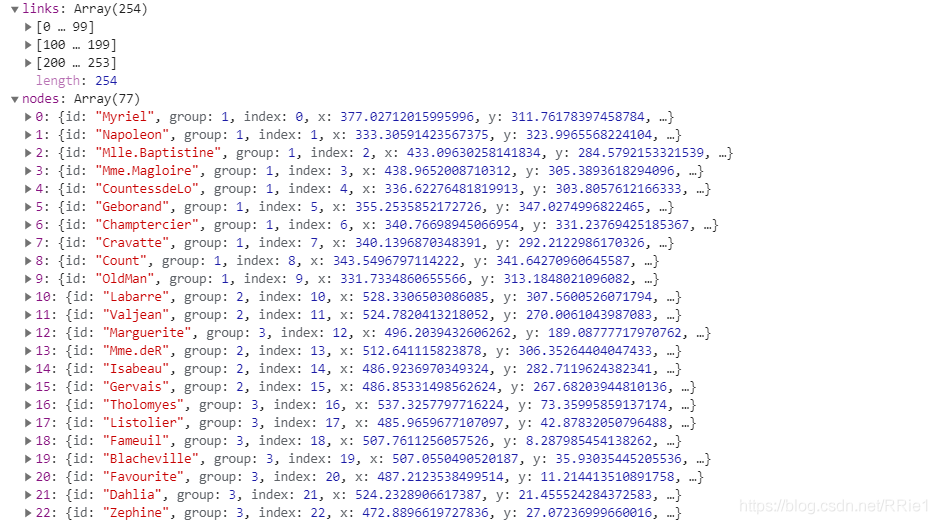 ▼links: Array(254)
▶[0 … 99]
▶[100 … 199]
▶[200 … 253]
length: 254
▼nodes: Array(77)
▶0: {id: "Myriel", group: 1, index: 0, x: 377.02712015995996, y: 311.76178397458784, …}
▶1: {id: "Napoleon", group: 1, index: 1, x: 333.30591423567375, y: 323.9965568224104, …}
▶2: {id: "Mlle.Baptistine", group: 1, index: 2, x: 433.09630258141834, y: 284.5792153321539, …}
▶3: {id: "Mme.Magloire", group: 1, index: 3, x: 438.9652008710312, y: 305.3893618294096, …}
▶4: {id: "CountessdeLo", group: 1, index: 4, x: 336.62276481819913, y: 303.8057612166333, …}
▶5: {id: "Geborand", group: 1, index: 5, x: 355.2535852172726, y: 347.0274996822465, …}
▶6: {id: "Champtercier", group: 1, index: 6, x: 340.76698945066954, y: 331.23769425185367, …}
▶7: {id: "Cravatte", group: 1, index: 7, x: 340.1396870348391, y: 292.2122986170326, …}
▶8: {id: "Count", group: 1, index: 8, x: 343.5496797114222, y: 341.64270960645587, …}
▶9: {id: "OldMan", group: 1, index: 9, x: 331.7334860655566, y: 313.1848021096082, …}
▶10: {id: "Labarre", group: 2, index: 10, x: 528.3306503086085, y: 307.5600526071794, …}
▶11: {id: "Valjean", group: 2, index: 11, x: 524.7820413218052, y: 270.0061043987083, …}
▶12: {id: "Marguerite", group: 3, index: 12, x: 496.2039432606262, y: 189.08777717970762, …}
▶13: {id: "Mme.deR", group: 2, index: 13, x: 512.641115823878, y: 306.35264404047433, …}
▶14: {id: "Isabeau", group: 2, index: 14, x: 486.9236970349324, y: 282.7119624382341, …}
▶15: {id: "Gervais", group: 2, index: 15, x: 486.85331498562624, y: 267.68203944810136, …}
▶16: {id: "Tholomyes", group: 3, index: 16, x: 537.3257797716224, y: 73.35995859137174, …}
▶17: {id: "Listolier", group: 3, index: 17, x: 485.9659677107097, y: 42.87832050796488, …}
▶18: {id: "Fameuil", group: 3, index: 18, x: 507.7611256057526, y: 8.287985454138262, …}
▶19: {id: "Blacheville", group: 3, index: 19, x: 507.0550490520187, y: 35.93035445205536, …}
▶20: {id: "Favourite", group: 3, index: 20, x: 487.2123538499514, y: 11.214413510891758, …}
▶21: {id: "Dahlia", group: 3, index: 21, x: 524.2328906617387, y: 21.455524284372583, …}
▶22: {id: "Zephine", group: 3, index: 22, x: 472.8896619727836, y: 27.07236999660016, …}
https://blog.csdn.net/RRie1